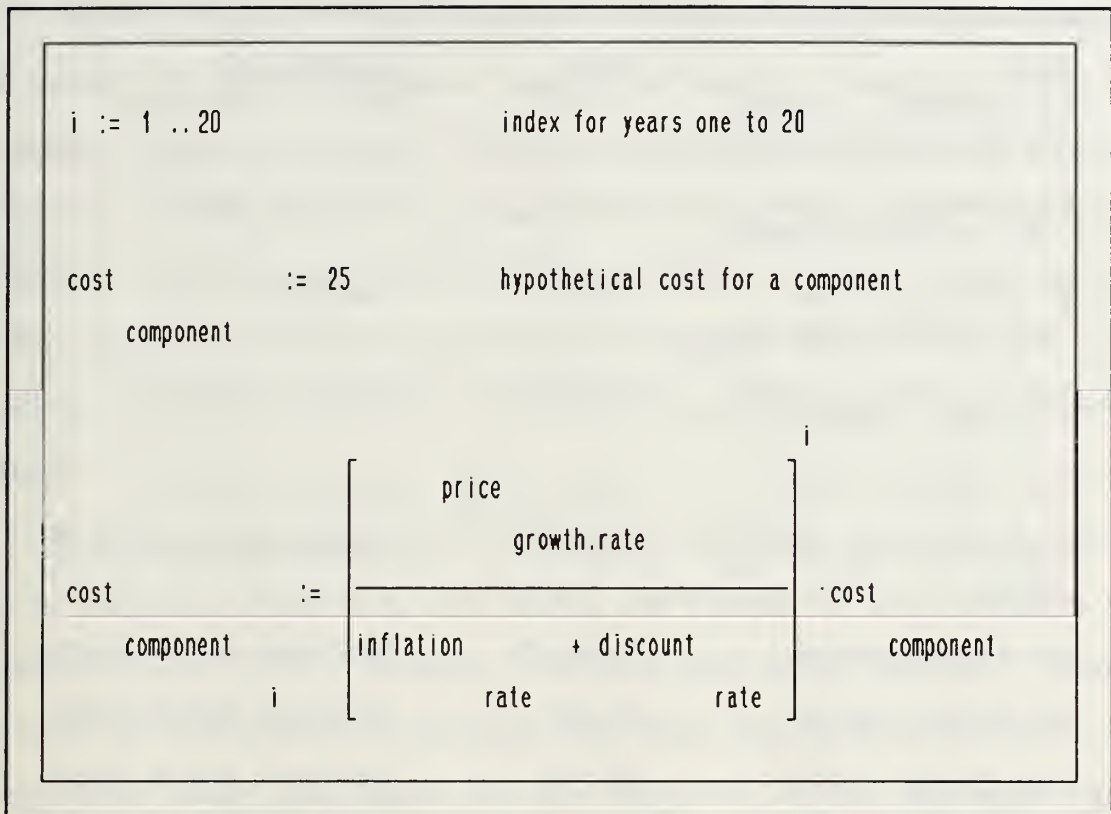 i := 1 .. 20 index for years one to 20
cost := 25 hypothetical cost for a component
component
i
price
growth.rate
cost := ·cost
component inflation + discount component
i rate rate